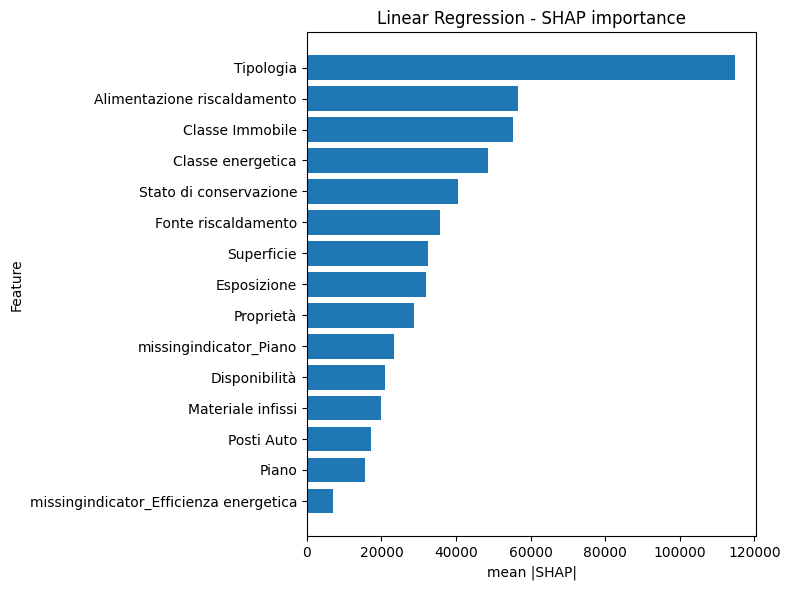 Linear Regression - SHAP importance
Feature
Tipologia
Alimentazione riscaldamento
Classe Immobile
Classe energetica
Stato di conservazione
Fonte riscaldamento
Superficie
Esposizione
Proprietà
missingindicator_Piano
Disponibilità
Materiale infissi
Posti Auto
Piano
missingindicator_Efficienza energetica
0 20000 40000 60000 80000 100000 120000
mean |SHAP|